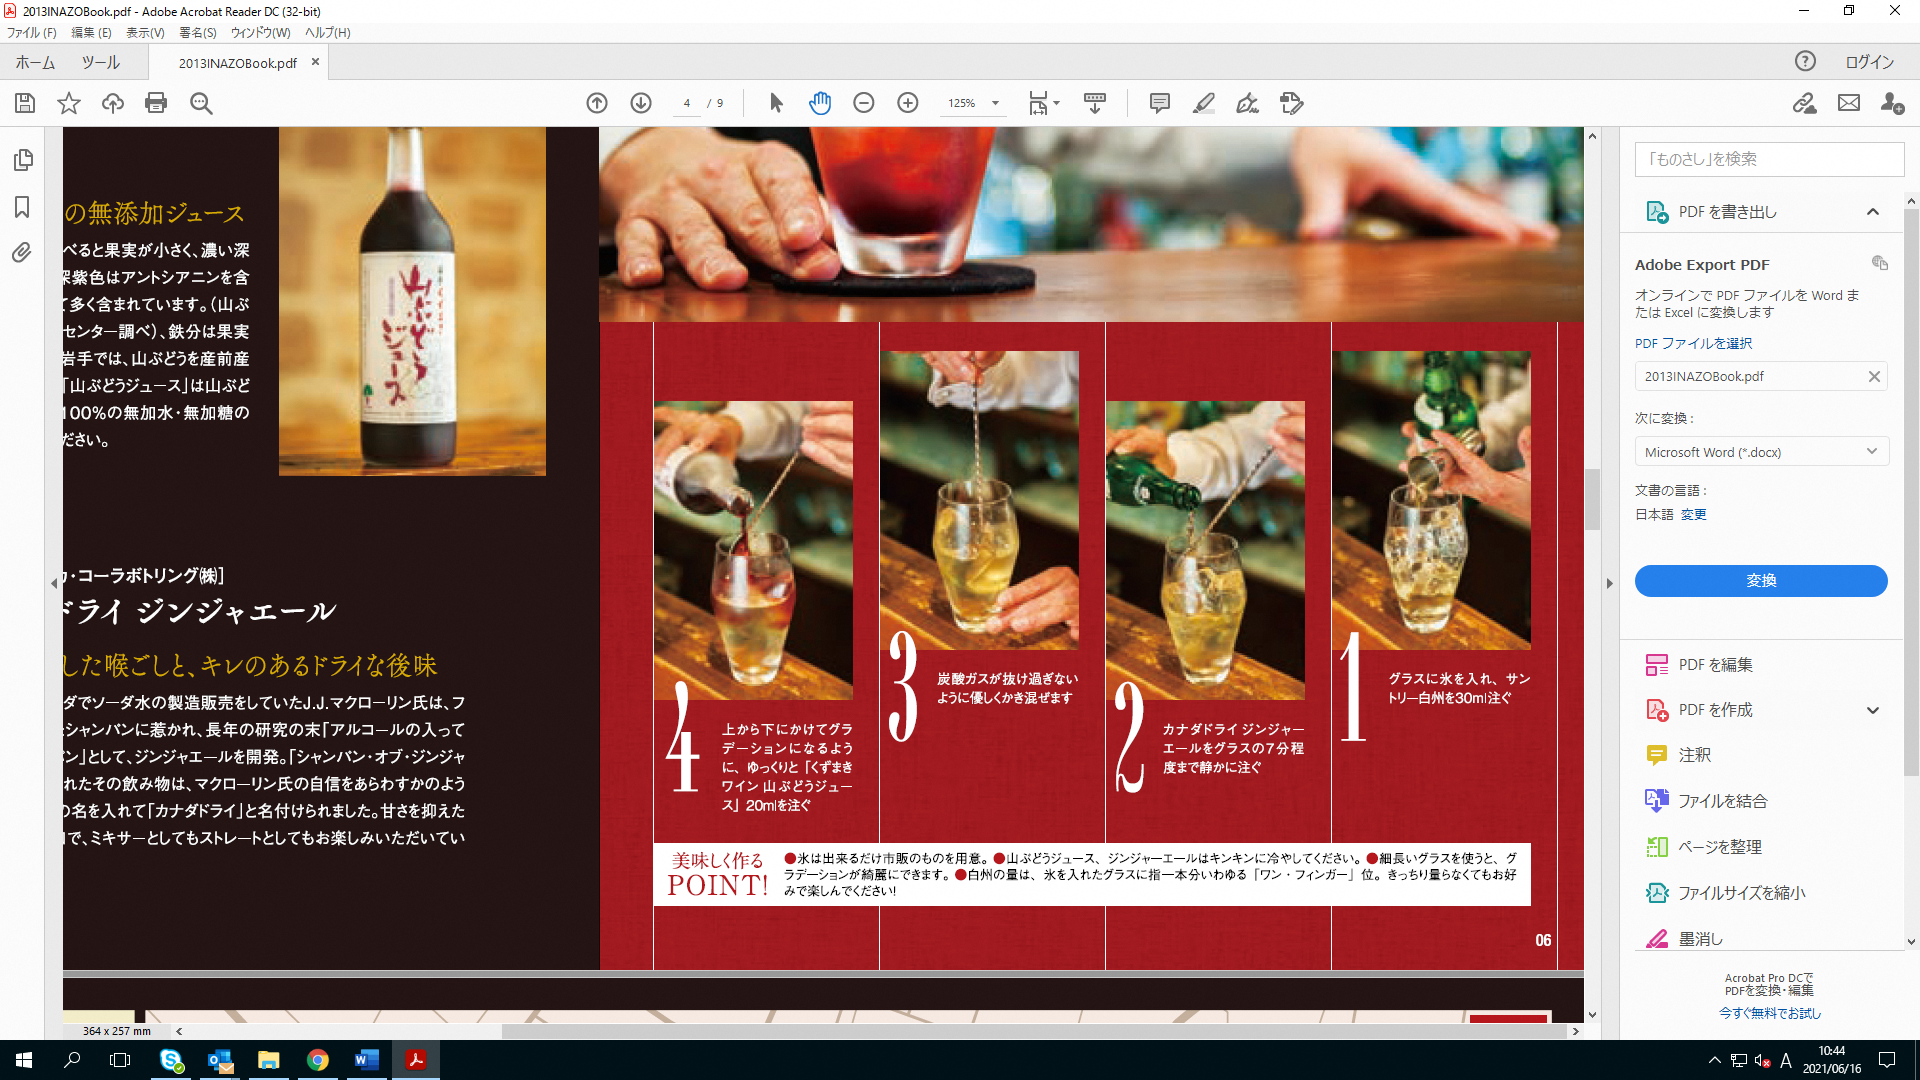 2013INAZOBook.pdf - Adobe Acrobat Reader DC (32-bit)
ファイル(F) 編集(E) 表示(V) 署名(S) ウィンドウ(W) ヘルプ(H)
ホーム ツール 2013INAZOBook.pdf ログイン
4 / 9 125%
の無添加ジュース
べると果実が小さく、濃い深
深紫色はアントシアニンを含
て多く含まれています。(山ぶ
センター調べ)、鉄分は果実
岩手では、山ぶどうを産前産
「山ぶどうジュース」は山ぶど
100%の無加水・無加糖の
ださい。
山ぶどう
ジュース
カ・コーラボトリング㈱]
ドライ ジンジャエール
した喉ごしと、キレのあるドライな後味
ダでソーダ水の製造販売をしていたJ.J.マクローリン氏は、フ
シャンパンに惹かれ、長年の研究の末「アルコールの入って
パン」として、ジンジャエールを開発。「シャンパン・オブ・ジンジャ
れたその飲み物は、マクローリン氏の自信をあらわすかのよう
の名を入れて「カナダドライ」と名付けられました。甘さを抑えた
で、ミキサーとしてもストレートとしてもお楽しみいただいてい
1
グラスに氷を入れ、サン
トリー白州を30ml注ぐ
2
カナダドライ ジンジャー
エールをグラスの7分程
度まで静かに注ぐ
3
炭酸ガスが抜け過ぎない
ように優しくかき混ぜます
4
上から下にかけてグラ
デーションになるよう
に、ゆっくりと「くずまき
ワイン 山ぶどうジュー
ス」20mlを注ぐ
美味しく作る
POINT!
●氷は出来るだけ市販のものを用意。●山ぶどうジュース、ジンジャーエールはキンキンに冷やしてください。●細長いグラスを使うと、グ
ラデーションが綺麗にできます。●白州の量は、氷を入れたグラスに指一本分いわゆる「ワン・フィンガー」位。きっちり量らなくてもお好
みで楽しんでください!
06
364 x 257 mm
「ものさし」を検索
PDF を書き出し
Adobe Export PDF
オンラインで PDF ファイルを Word ま
たは Excel に変換します
PDF ファイルを選択
2013INAZOBook.pdf
次に変換 :
Microsoft Word (*.docx)
文書の言語 :
日本語 変更
変換
PDF を編集
PDF を作成
注釈
ファイルを結合
ページを整理
ファイルサイズを縮小
墨消し
Acrobat Pro DCで
PDFを変換・編集
今すぐ無料でお試し
A
10:44
2021/06/16